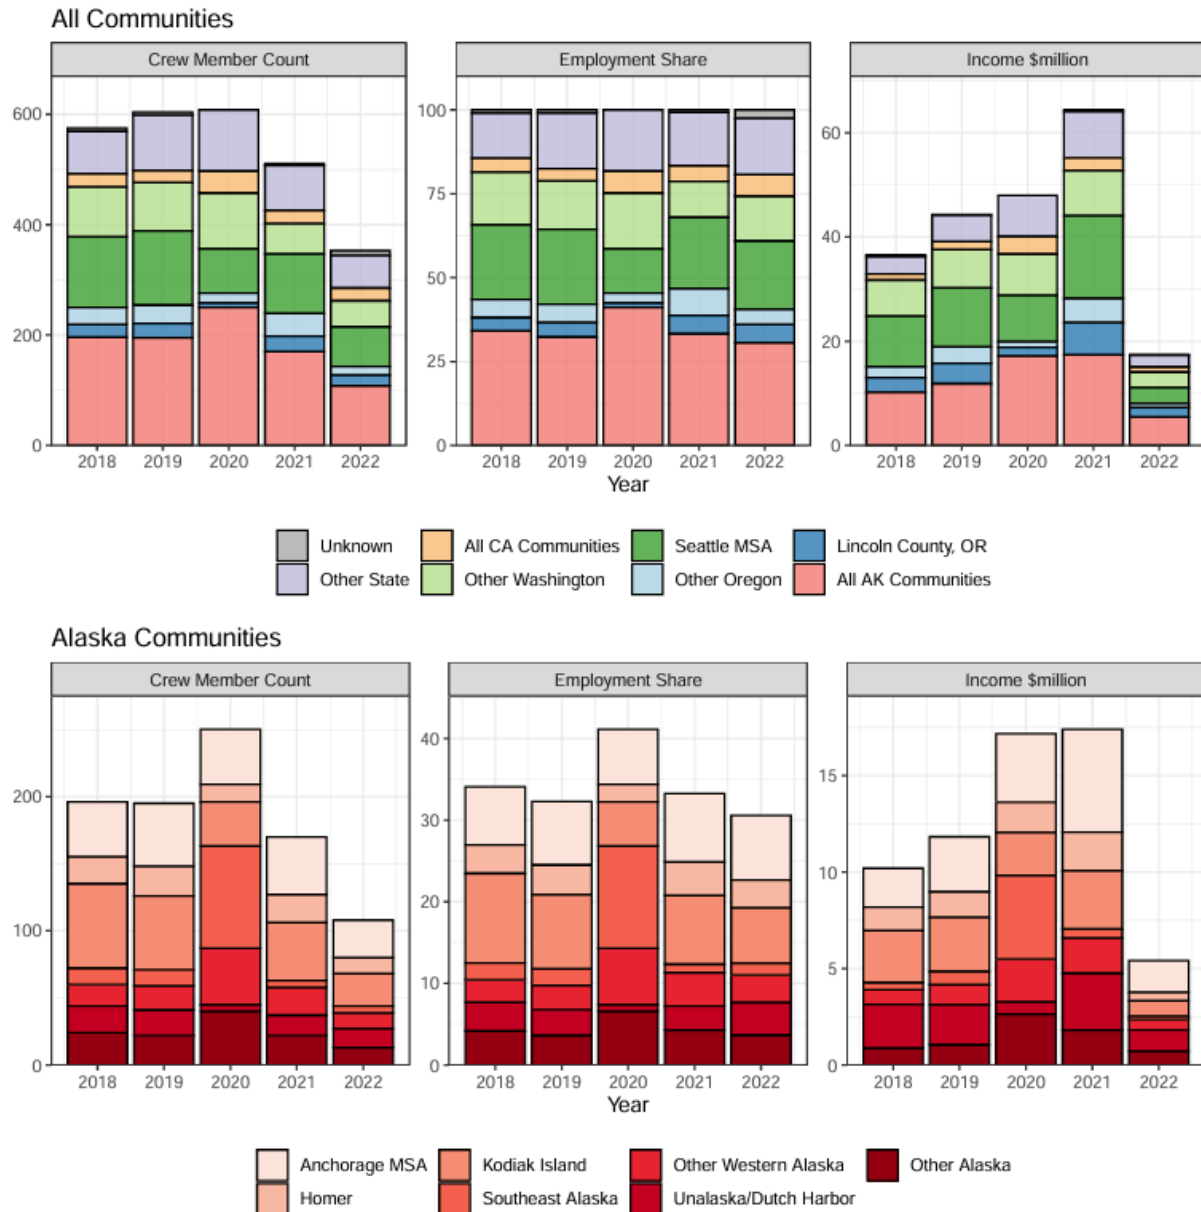 All Communities
Crew Member Count Employment Share Income $million
600 100 60
75
400 40
50
200 20
25
0 0 0
2018 2019 2020 2021 2022 2018 2019 2020 2021 2022 2018 2019 2020 2021 2022
Year
Unknown All CA Communities Seattle MSA Lincoln County, OR
Other State Other Washington Other Oregon All AK Communities
Alaska Communities
Crew Member Count Employment Share Income $million
40
200 30 15
20 10
100
10 5
0 0 0
2018 2019 2020 2021 2022 2018 2019 2020 2021 2022 2018 2019 2020 2021 2022
Year
Anchorage MSA Kodiak Island Other Western Alaska Other Alaska
Homer Southeast Alaska Unalaska/Dutch Harbor